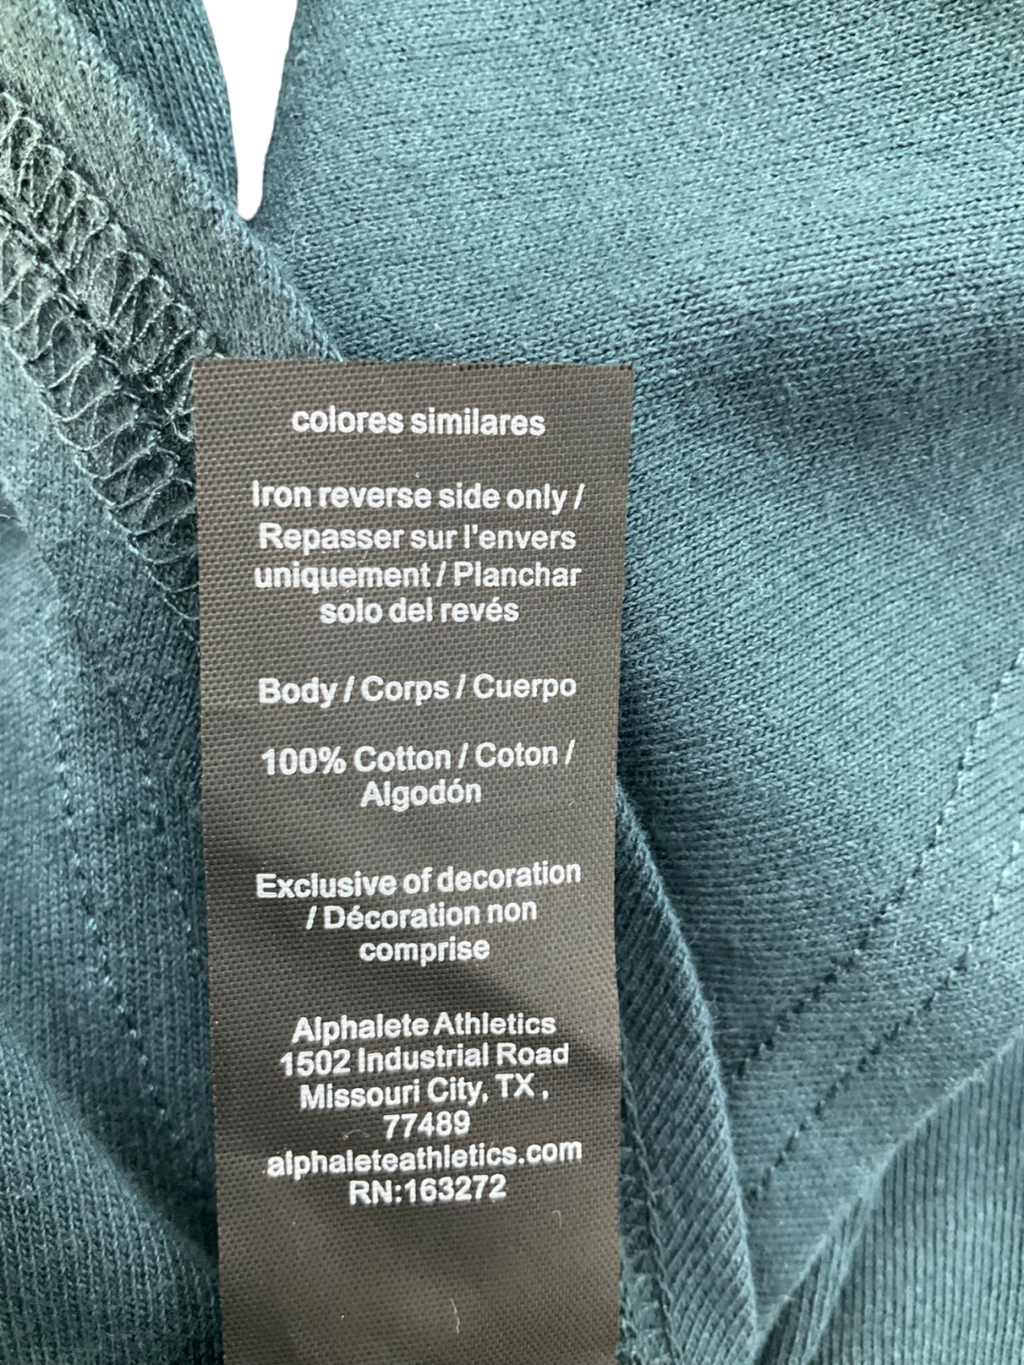 colores similares
Iron reverse side only /
Repasser sur l'envers
uniquement / Planchar
solo del revés
Body / Corps / Cuerpo
100% Cotton / Coton /
Algodón
Exclusive of decoration
/ Décoration non
comprise
Alphalete Athletics
1502 Industrial Road
Missouri City, TX ,
77489
alphaleteathletics.com
RN:163272